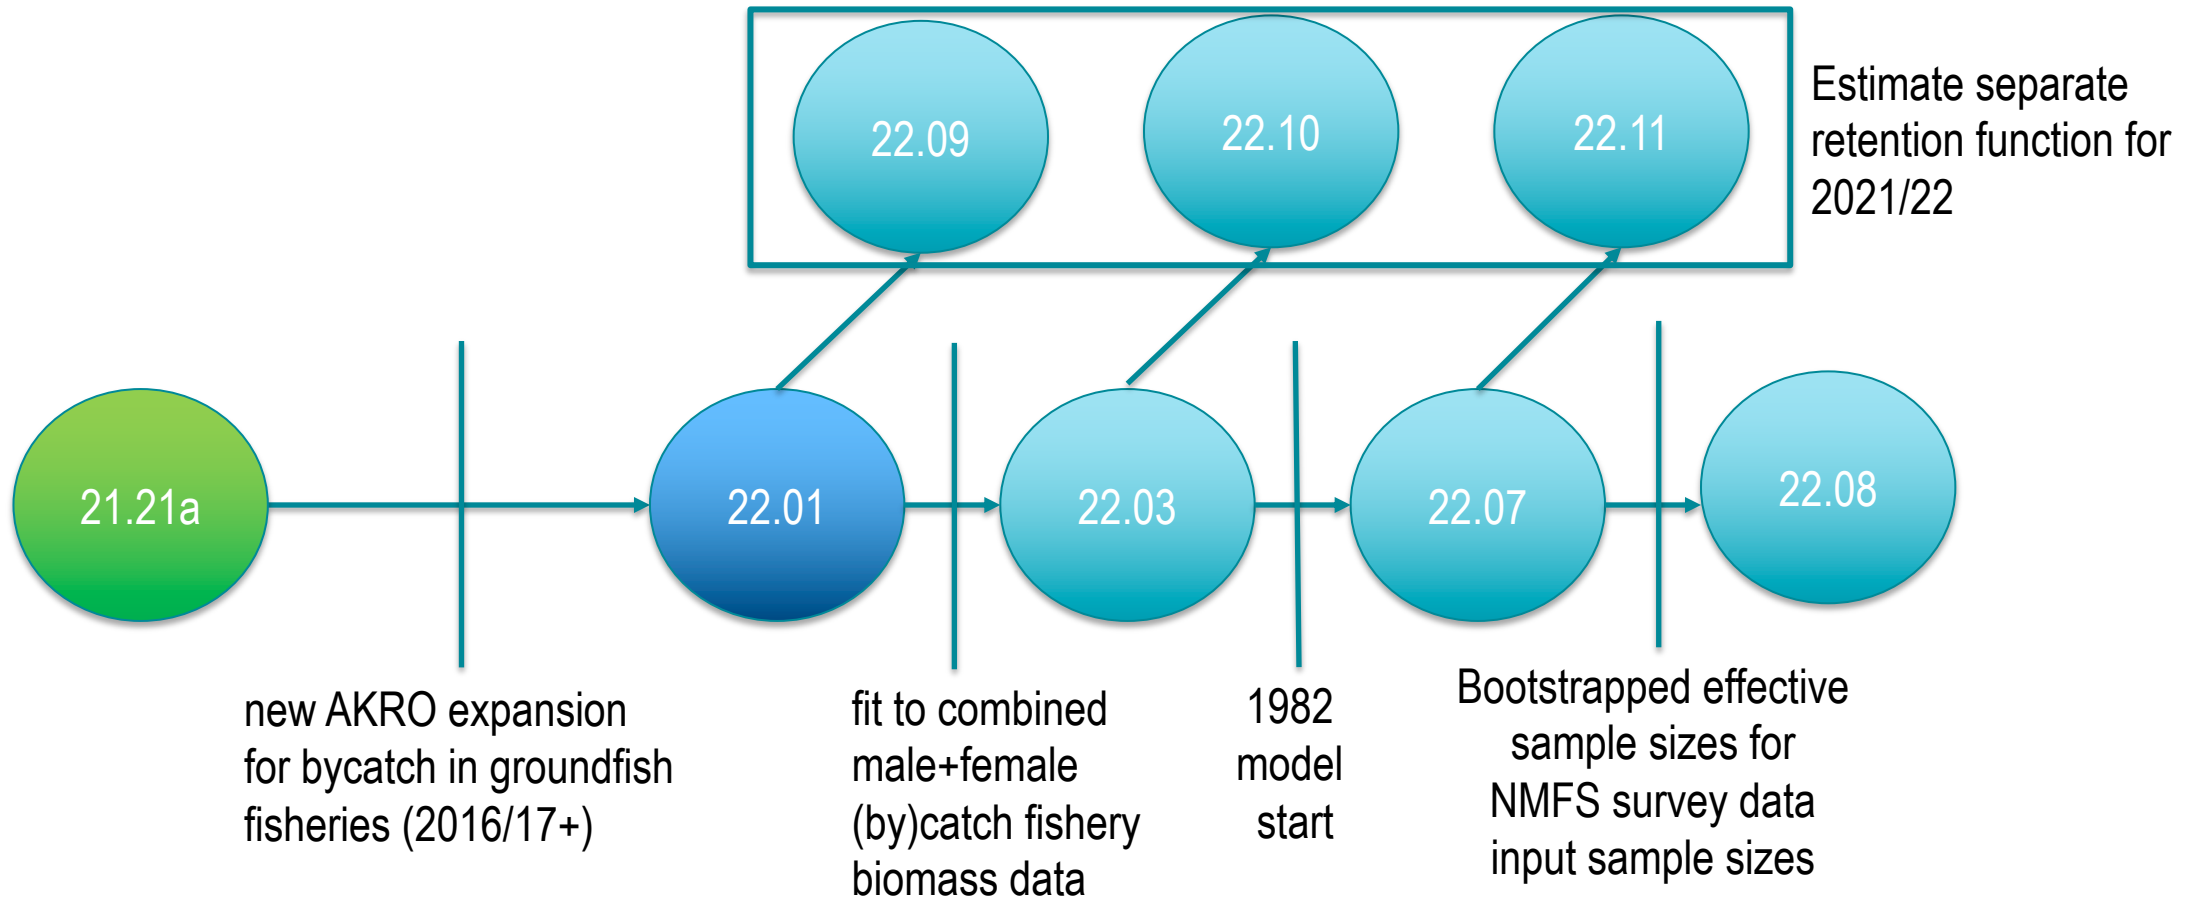 22.09
22.10
22.11
Estimate separate
retention function for
2021/22
21.21a
22.01
22.03
22.07
22.08
new AKRO expansion
for bycatch in groundfish
fisheries (2016/17+)
fit to combined
male+female
(by)catch fishery
biomass data
1982
model
start
Bootstrapped effective
sample sizes for
NMFS survey data
input sample sizes